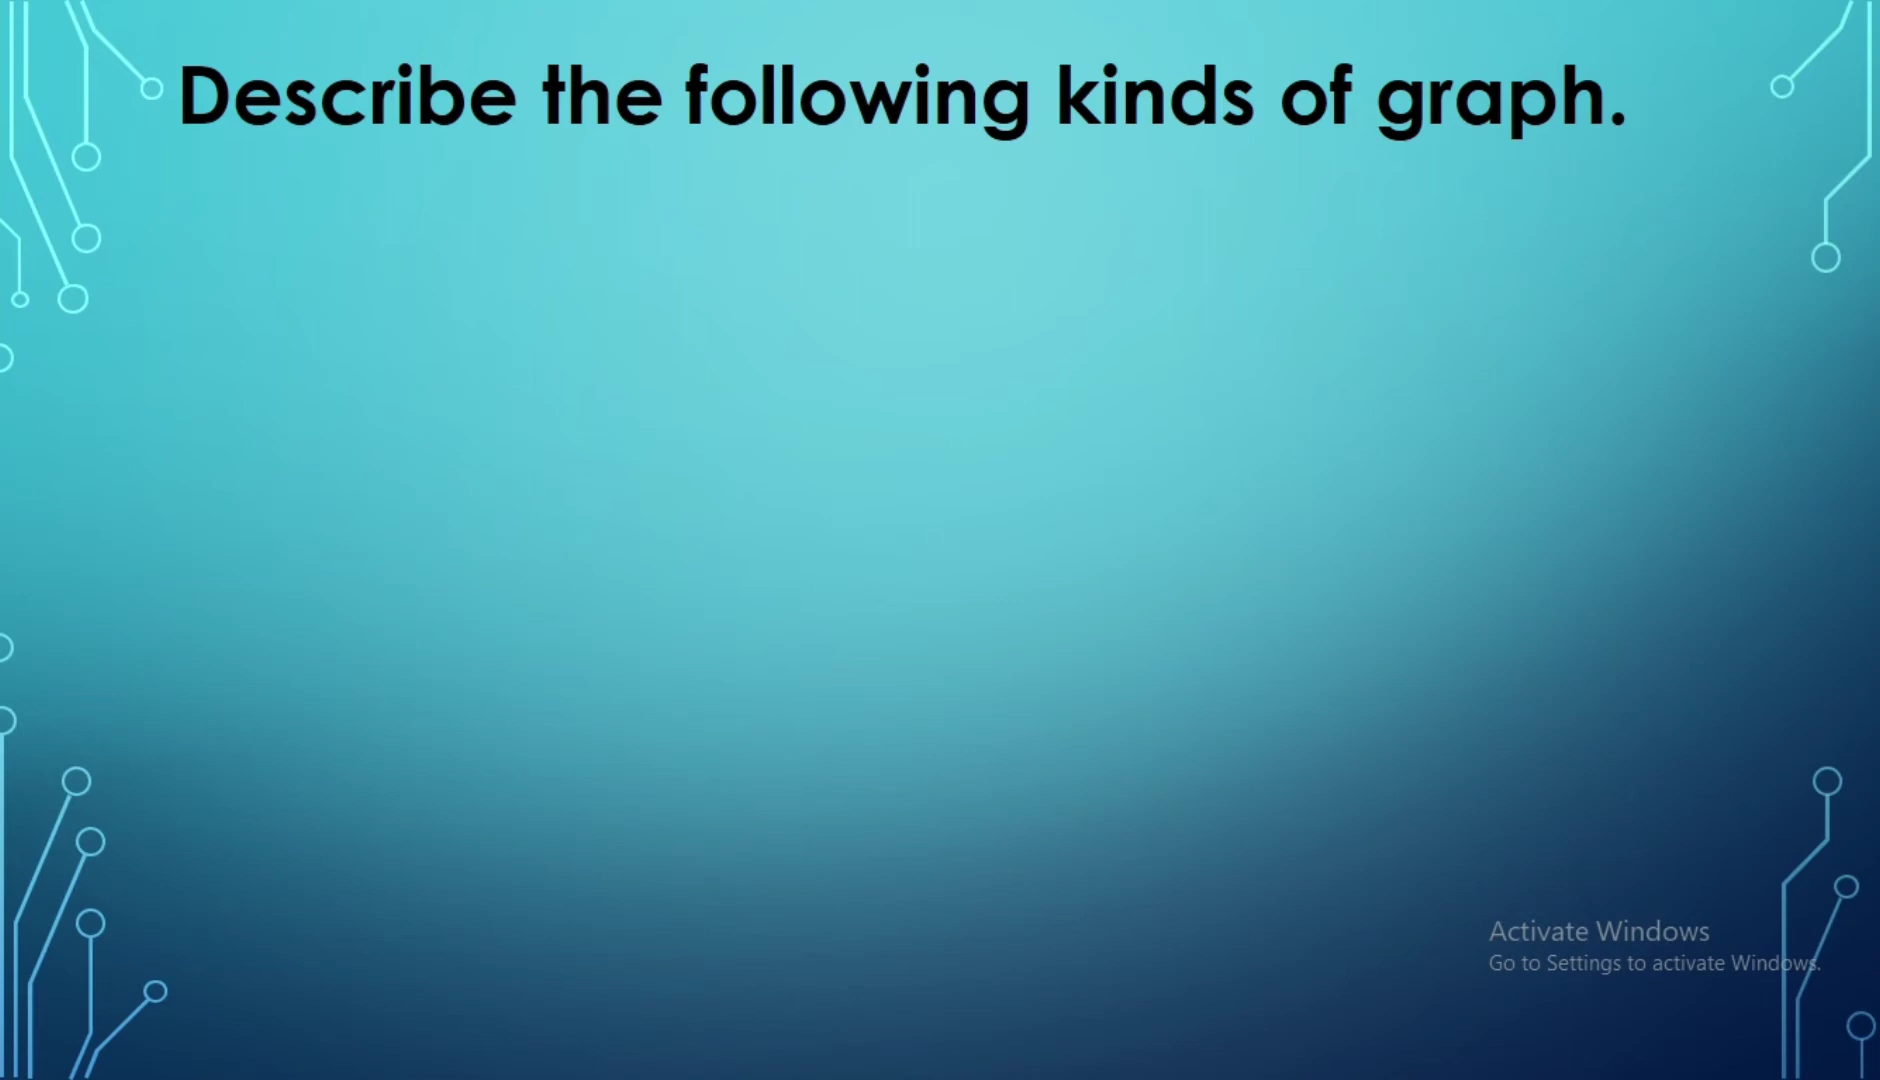 Describe the following kinds of graph.
Activate Windows
Go to Settings to activate Windows.